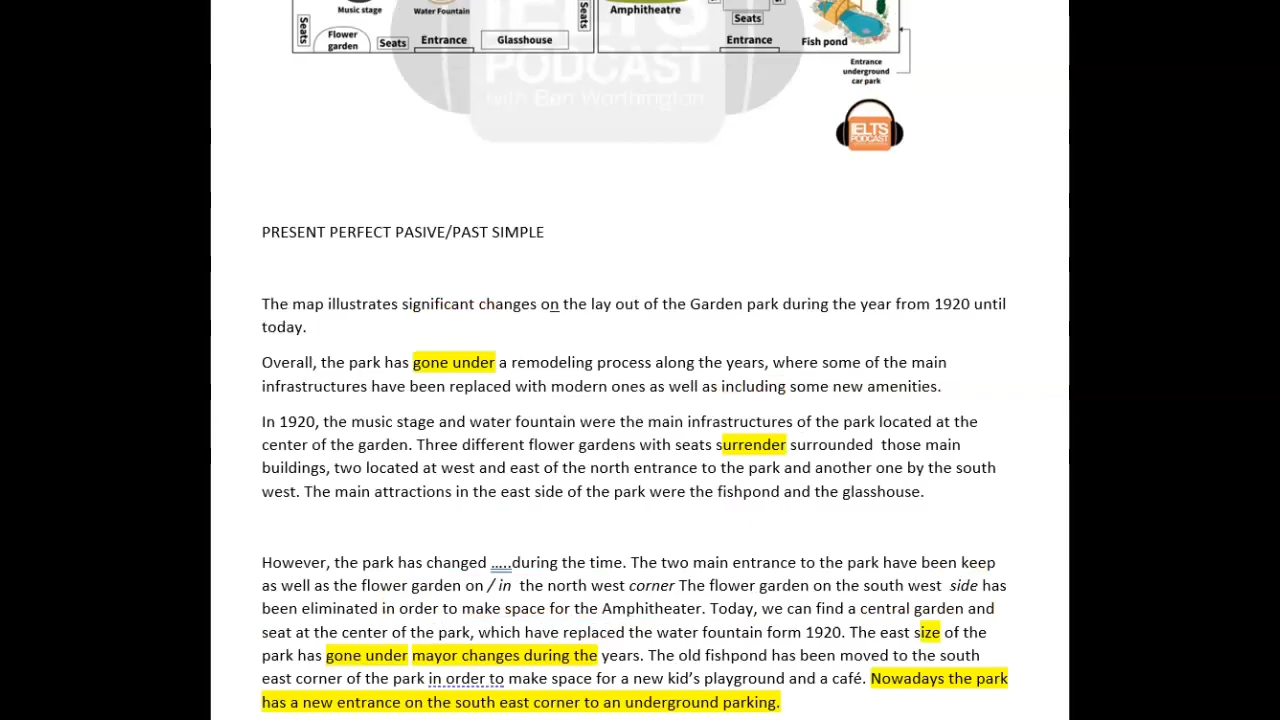 Music stage
Water Fountain
Seats
Seats
Flower
garden
Seats
Entrance
Glasshouse
Amphitheatre
Seats
Entrance
Fish pond
Entrance
underground
car park
PODCAST
with Ben Worthington
IELTS
PODCAST
PRESENT PERFECT PASIVE/PAST SIMPLE
The map illustrates significant changes on the lay out of the Garden park during the year from 1920 until
today.
Overall, the park has gone under a remodeling process along the years, where some of the main
infrastructures have been replaced with modern ones as well as including some new amenities.
In 1920, the music stage and water fountain were the main infrastructures of the park located at the
center of the garden. Three different flower gardens with seats surrender surrounded  those main
buildings, two located at west and east of the north entrance to the park and another one by the south
west. The main attractions in the east side of the park were the fishpond and the glasshouse.
However, the park has changed …..during the time. The two main entrance to the park have been keep
as well as the flower garden on / in  the north west corner The flower garden on the south west  side has
been eliminated in order to make space for the Amphitheater. Today, we can find a central garden and
seat at the center of the park, which have replaced the water fountain form 1920. The east size of the
park has gone under mayor changes during the years. The old fishpond has been moved to the south
east corner of the park in order to make space for a new kid’s playground and a café. Nowadays the park
has a new entrance on the south east corner to an underground parking.